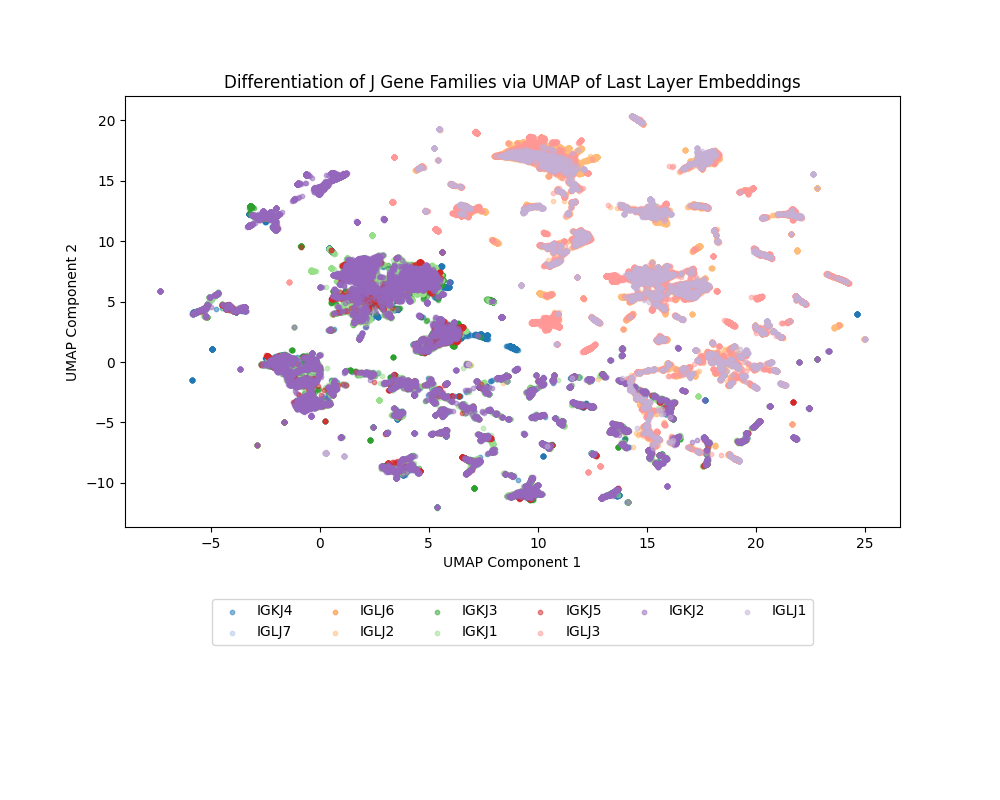 Differentiation of J Gene Families via UMAP of Last Layer Embeddings
20
15
10
5
0
−5
−10
UMAP Component 2
−5 0 5 10 15 20 25
UMAP Component 1
IGKJ4 IGLJ6 IGKJ3 IGKJ5 IGKJ2 IGLJ1
IGLJ7 IGLJ2 IGKJ1 IGLJ3